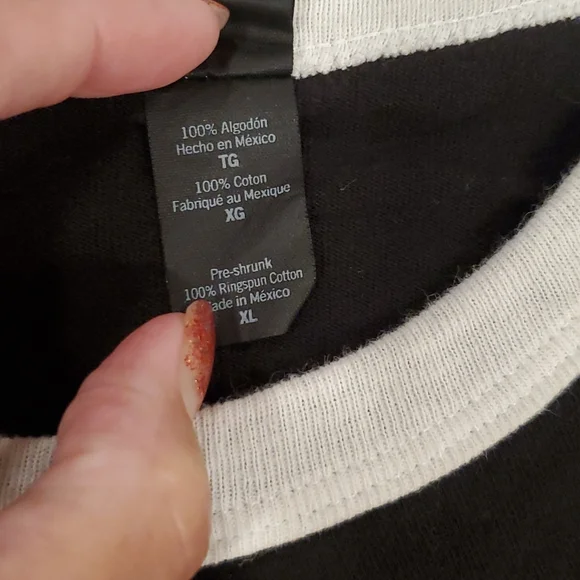 100% Algodón
Hecho en México
TG
100% Coton
Fabriqué au Mexique
XG
Pre-shrunk
100% Ringspun Cotton
ade in México
XL